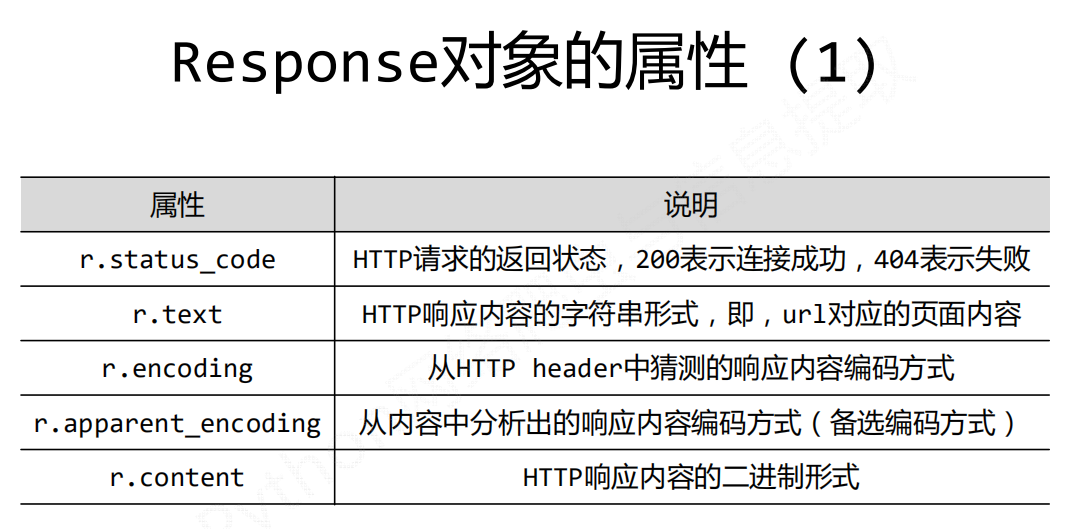 Response对象的属性（1）
属性 说明
r.status_code HTTP请求的返回状态，200表示连接成功，404表示失败
r.text HTTP响应内容的字符串形式，即，url对应的页面内容
r.encoding 从HTTP header中猜测的响应内容编码方式
r.apparent_encoding 从内容中分析出的响应内容编码方式（备选编码方式）
r.content HTTP响应内容的二进制形式